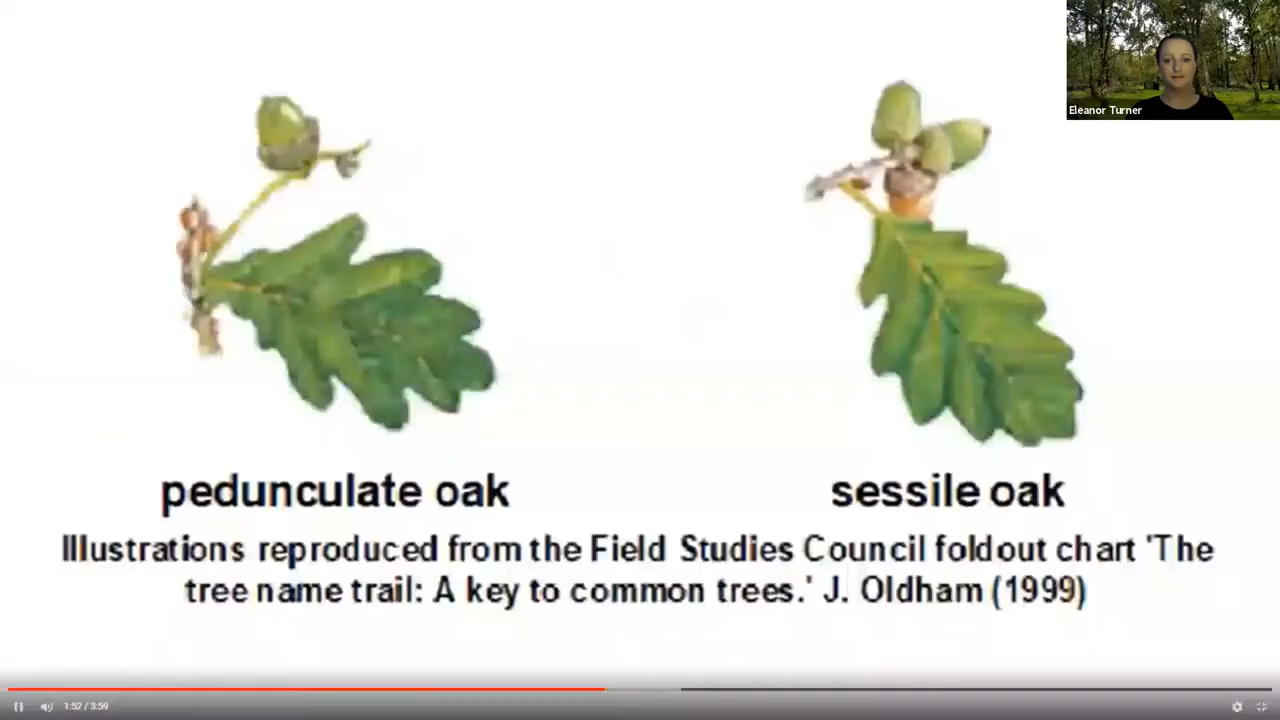 Eleanor Turner
pedunculate oak
sessile oak
Illustrations reproduced from the Field Studies Council foldout chart 'The
tree name trail: A key to common trees.' J. Oldham (1999)
1:52 / 3:59